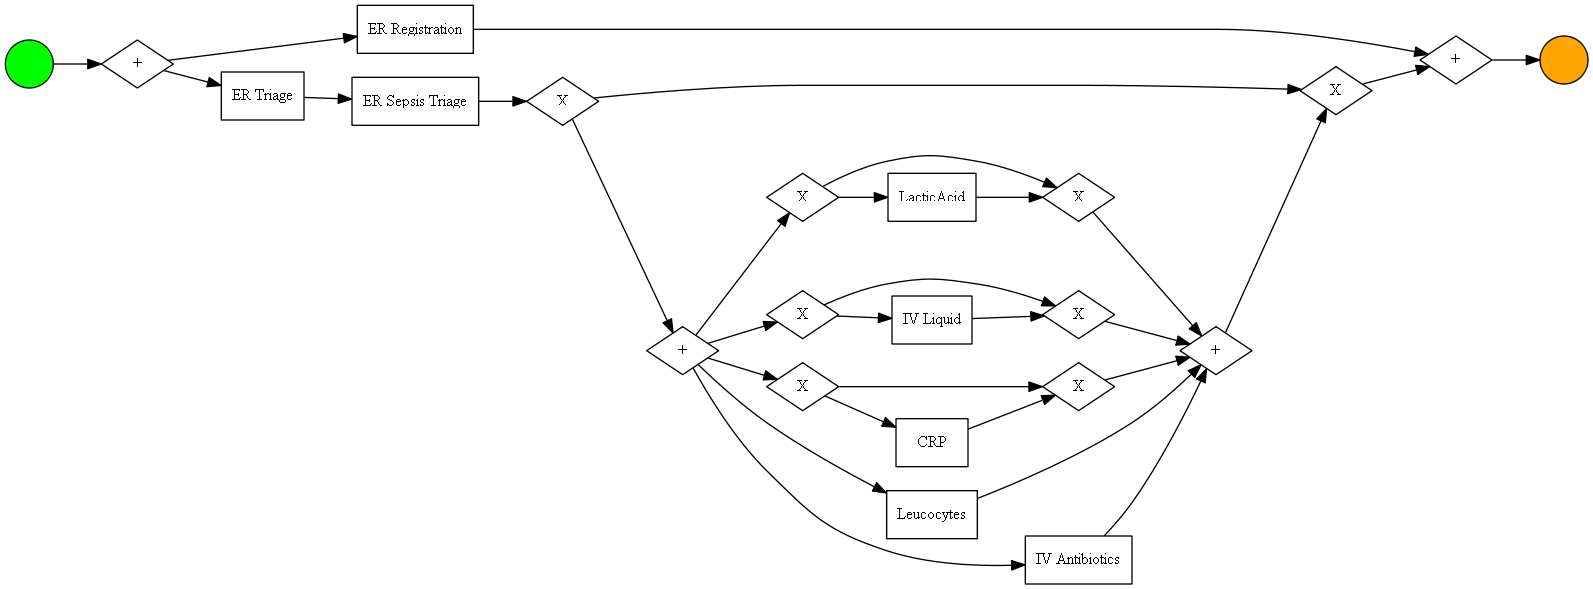 ER Registration
+
+
ER Triage
ER Sepsis Triage
X
X
X
LacticAcid
X
X
IV Liquid
X
+
+
X
X
CRP
Leucocytes
IV Antibiotics